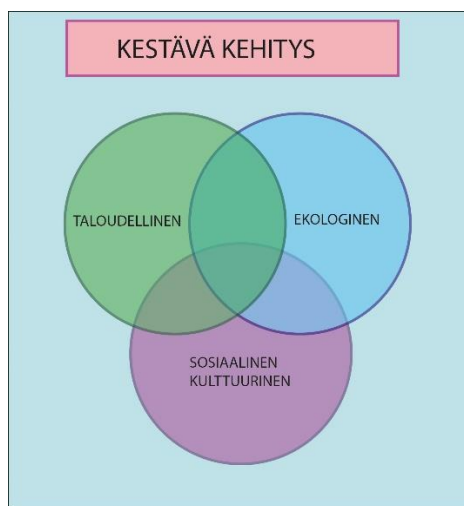 KESTÄVÄ KEHITYS
TALOUDELLINEN
EKOLOGINEN
SOSIAALINEN
KULTTUURINEN